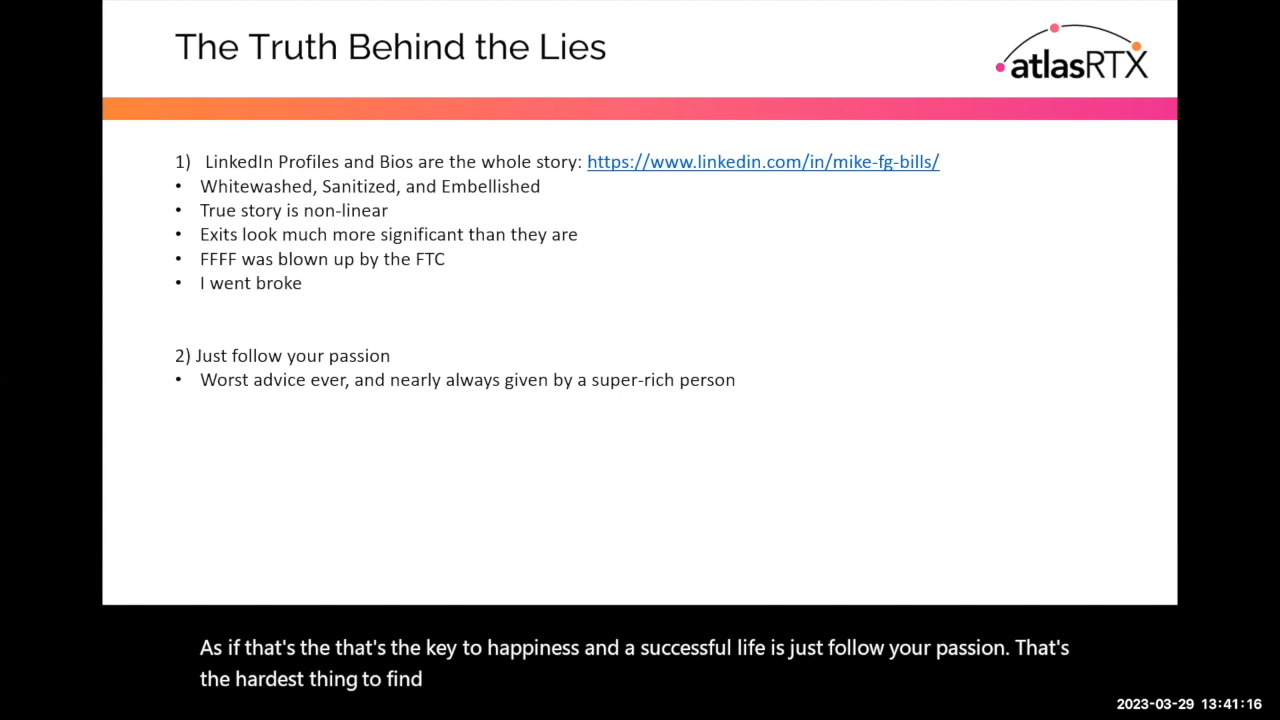 The Truth Behind the Lies
atlasRTX
1) LinkedIn Profiles and Bios are the whole story: https://www.linkedin.com/in/mike-fg-bills/
• Whitewashed, Sanitized, and Embellished
• True story is non-linear
• Exits look much more significant than they are
• FFFF was blown up by the FTC
• I went broke
2) Just follow your passion
• Worst advice ever, and nearly always given by a super-rich person
As if that's the that's the key to happiness and a successful life is just follow your passion. That's
the hardest thing to find
2023-03-29 13:41:16